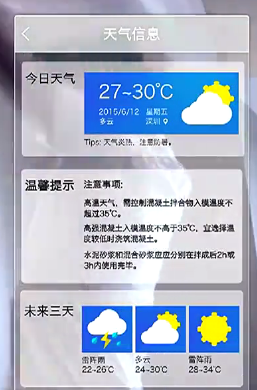 天气信息
今日天气
27~30℃
2015/6/12 星期五
多云 深圳
Tips: 天气炎热，注意防暑。
温馨提示
注意事项:
高温天气，需控制混凝土拌合物入模温度不
超过35℃。
高强混凝土入模温度不高于35℃，宜选择温
度较低时浇筑混凝土。
水泥砂浆和混合砂浆应应分别在拌成后2h或
3h内使用完毕。
未来三天
雷阵雨 多云 雷阵雨
22-26℃ 24-30℃ 28-34℃